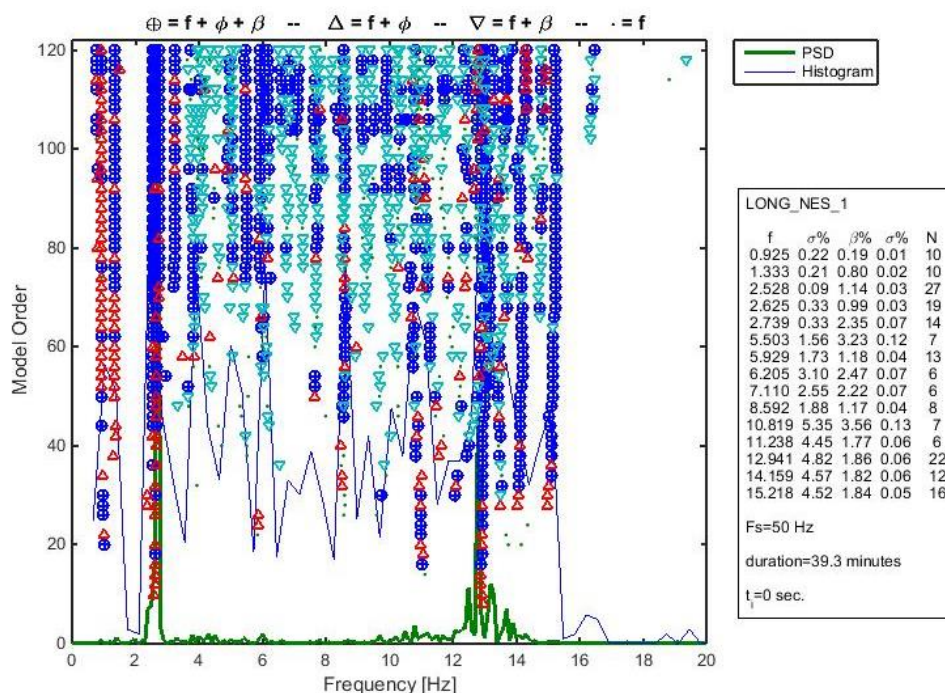 ⊕ = f + ϕ + β -- △ = f + ϕ -- ▽ = f + β -- · = f
120
100
80
60
40
20
0
Model Order
0 2 4 6 8 10 12 14 16 18 20
Frequency [Hz]
PSD
Histogram
LONG_NES_1
f σ% β% σ% N
0.925 0.22 0.19 0.01 10
1.333 0.21 0.80 0.02 10
2.528 0.09 1.14 0.03 27
2.625 0.33 0.99 0.03 19
2.739 0.33 2.35 0.07 14
5.503 1.56 3.23 0.12 7
5.929 1.73 1.18 0.04 13
6.205 3.10 2.47 0.07 6
7.110 2.55 2.22 0.07 6
8.592 1.88 1.17 0.04 8
10.819 5.35 3.56 0.13 7
11.238 4.45 1.77 0.06 6
12.941 4.82 1.86 0.06 22
14.159 4.57 1.82 0.06 12
15.218 4.52 1.84 0.05 16
Fs=50 Hz
duration=39.3 minutes
t_i=0 sec.